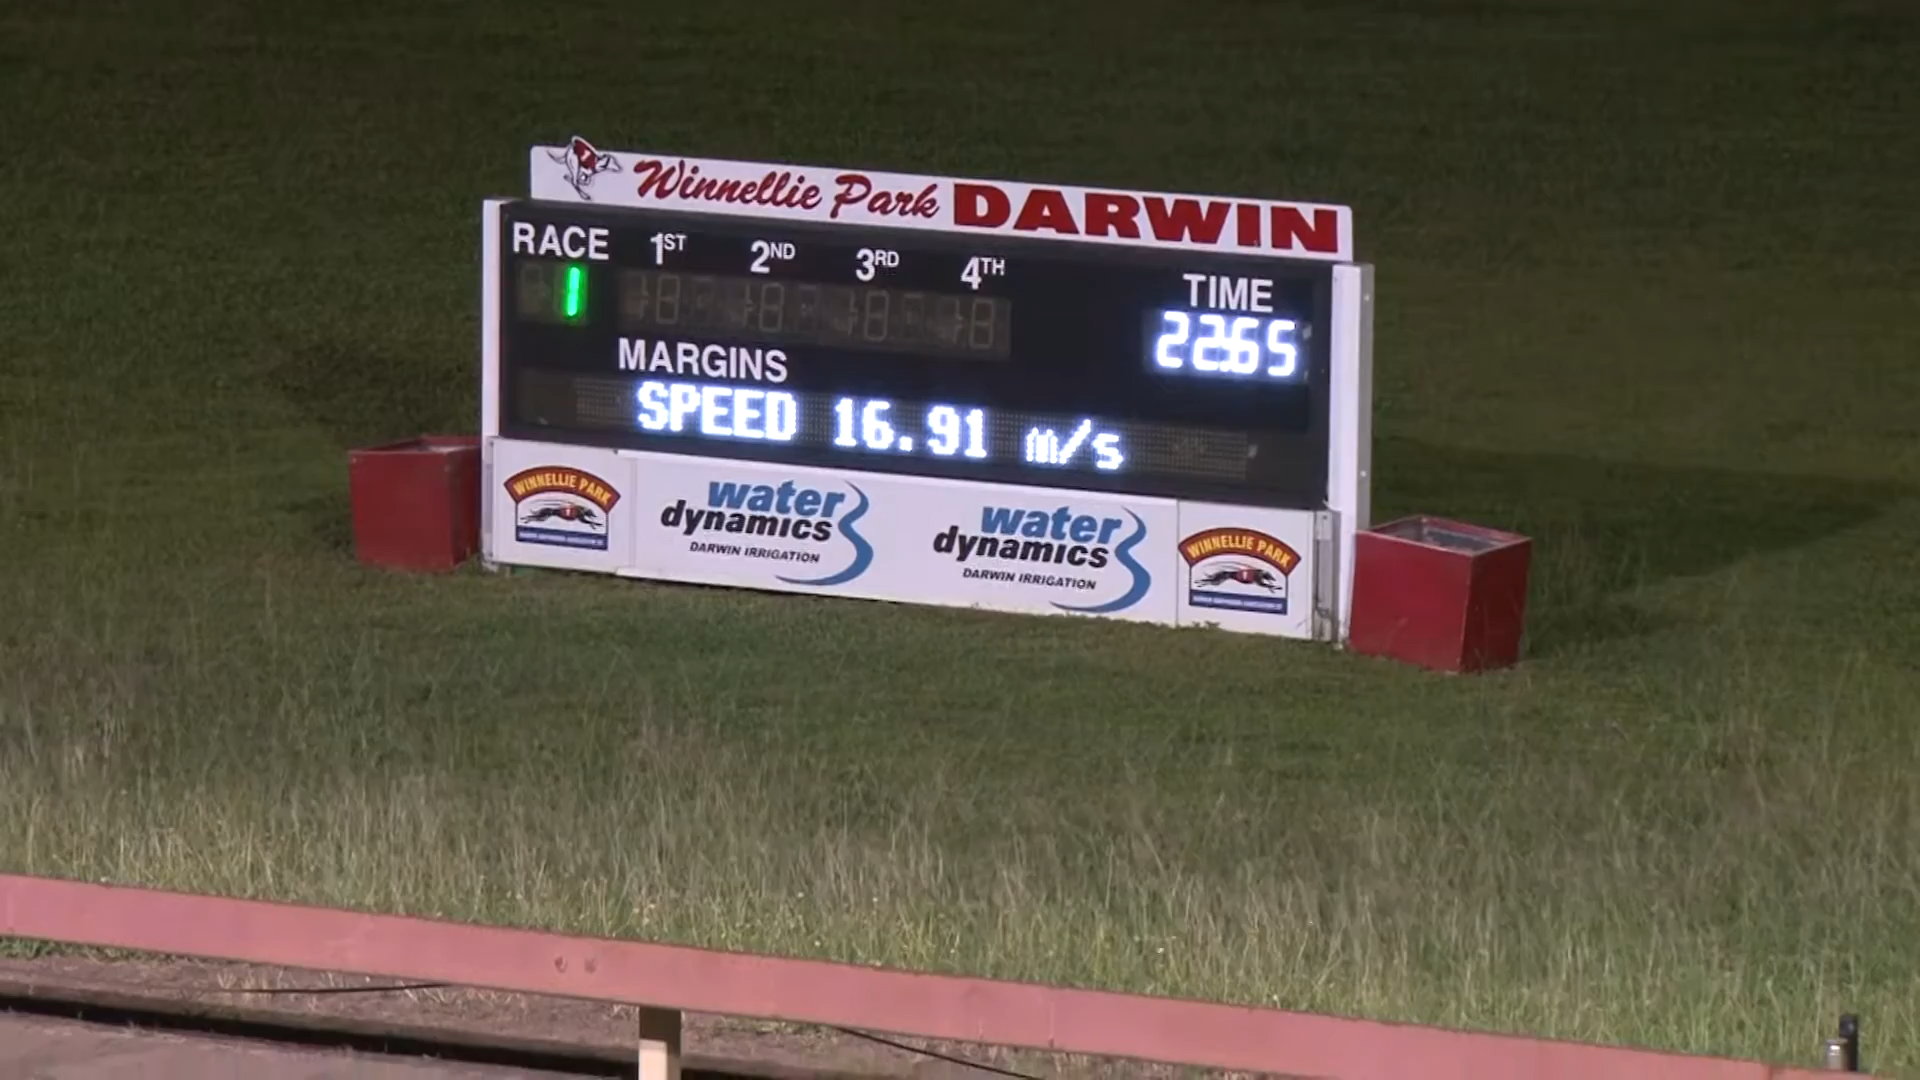 Winnellie Park DARWIN
RACE 1ST 2ND 3RD 4TH
1
TIME
22.65
MARGINS
SPEED 16.91 m/s
WINNELLIE PARK
water dynamics
DARWIN IRRIGATION
water dynamics
DARWIN IRRIGATION
WINNELLIE PARK